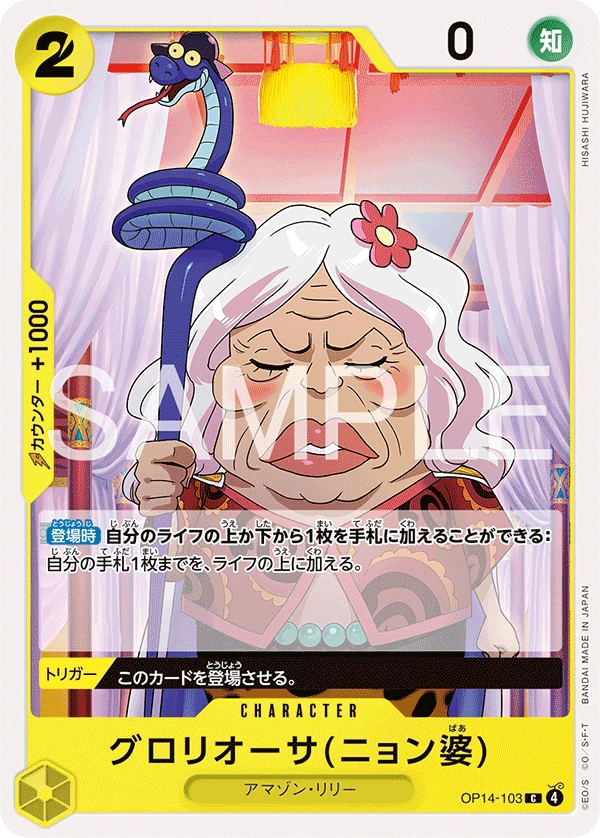 2
0
知
HISASHI HUJIWARA
カウンター +1000
SAMPLE
登場時 自分のライフの上か下から1枚を手札に加えることができる:
自分の手札1枚までを、ライフの上に加える。
トリガー このカードを登場させる。
CHARACTER
グロリオーサ(ニョン婆)
アマゾン・リリー
OP14-103 C 4
©E.O/S ©O/S・F・T BANDAI MADE IN JAPAN